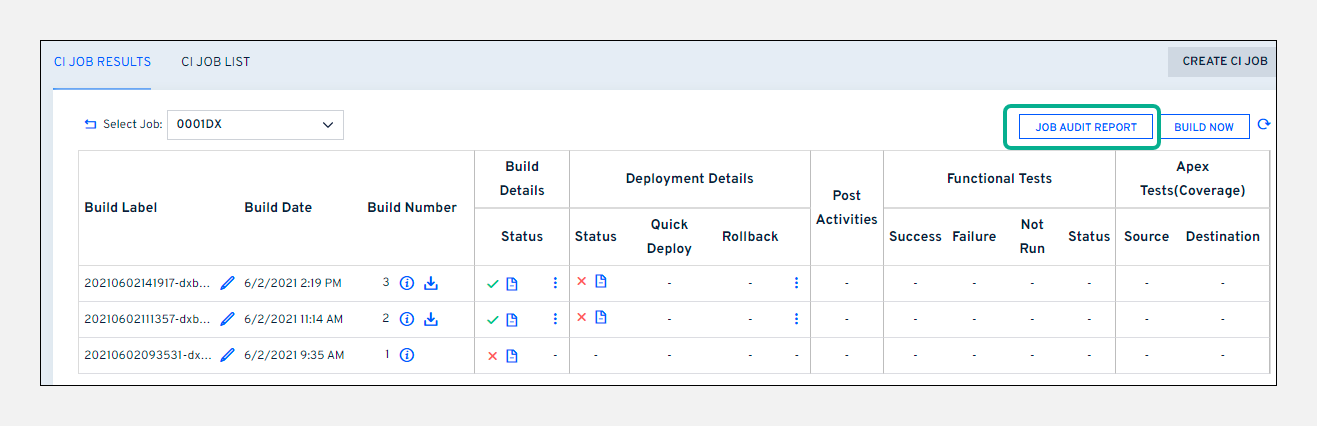 CI JOB RESULTS CI JOB LIST CREATE CI JOB
Select Job: 0001DX JOB AUDIT REPORT BUILD NOW
Build Label Build Date Build Number Build Details Deployment Details Post Activities Functional Tests Apex Tests(Coverage)
Status Status Quick Deploy Rollback Success Failure Not Run Status Source Destination
20210602141917-dxb... 6/2/2021 2:19 PM 3 - - - - - - - - -
20210602111357-dxb... 6/2/2021 11:14 AM 2 - - - - - - - - -
20210602093531-dx... 6/2/2021 9:35 AM 1 - - - - - - - - - - - -